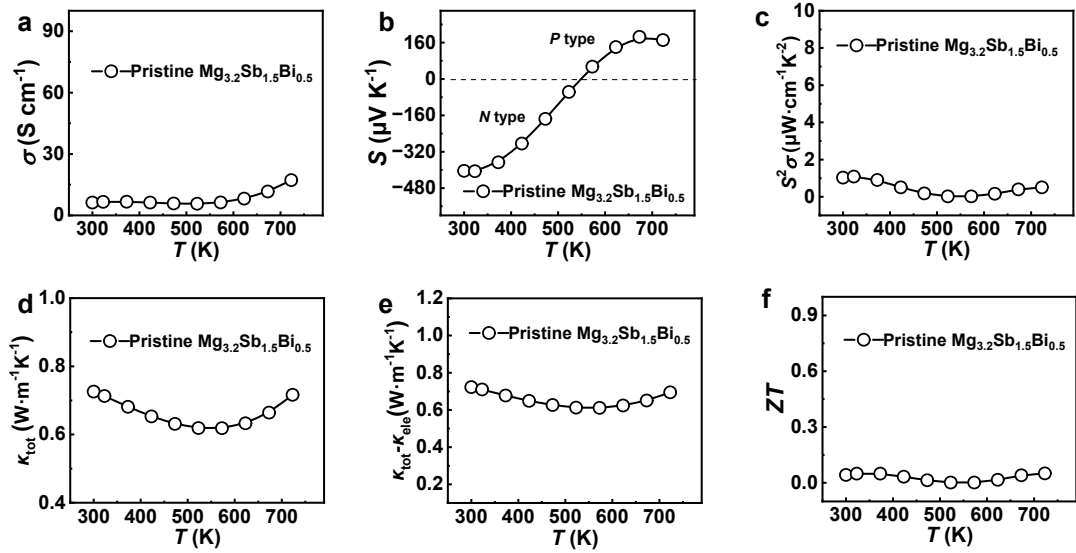 a
90
60
30
0
σ (S cm⁻¹)
Pristine Mg₃.₂Sb₁.₅Bi₀.₅
300 400 500 600 700
T (K)
b
160
0
-160
-320
-480
S (µV K⁻¹)
P type
N type
Pristine Mg₃.₂Sb₁.₅Bi₀.₅
300 400 500 600 700
T (K)
c
10
8
6
4
2
0
S²σ (µW·cm⁻¹K⁻²)
Pristine Mg₃.₂Sb₁.₅Bi₀.₅
300 400 500 600 700
T (K)
d
1.0
0.8
0.6
0.4
κtot (W·m⁻¹K⁻¹)
Pristine Mg₃.₂Sb₁.₅Bi₀.₅
300 400 500 600 700
T (K)
e
1.2
1.0
0.8
0.6
0.4
0.2
κtot-κele(W·m⁻¹K⁻¹)
Pristine Mg₃.₂Sb₁.₅Bi₀.₅
300 400 500 600 700
T (K)
f
0.9
0.6
0.3
0.0
ZT
Pristine Mg₃.₂Sb₁.₅Bi₀.₅
300 400 500 600 700
T (K)